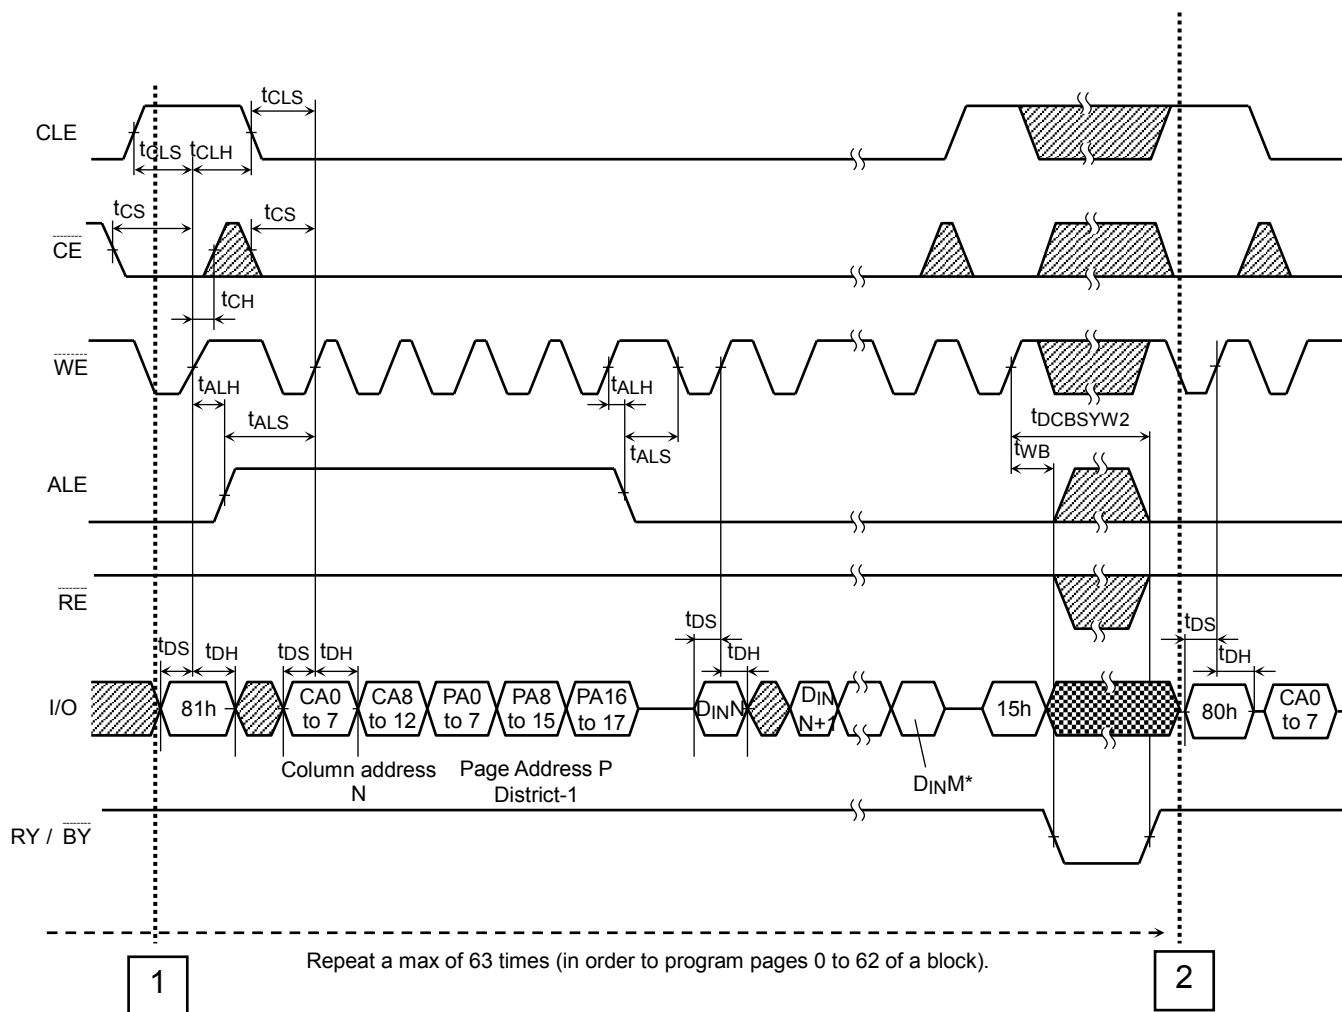 tCLS
CLE
tCLS tCLH
tCS tCS
CE
tCH
WE
tALH tALH
tDCBSYW2
tALS tALS
tWB
ALE
RE
tDS tDH tDS tDH tDS tDH tDS tDH
I/O
81h
CA0 to 7
CA8 to 12
PA0 to 7
PA8 to 15
PA16 to 17
DINN
DIN N+1
15h
80h
CA0 to 7
Column address N
Page Address P District-1
DINM*
RY / BY
Repeat a max of 63 times (in order to program pages 0 to 62 of a block).
1
2